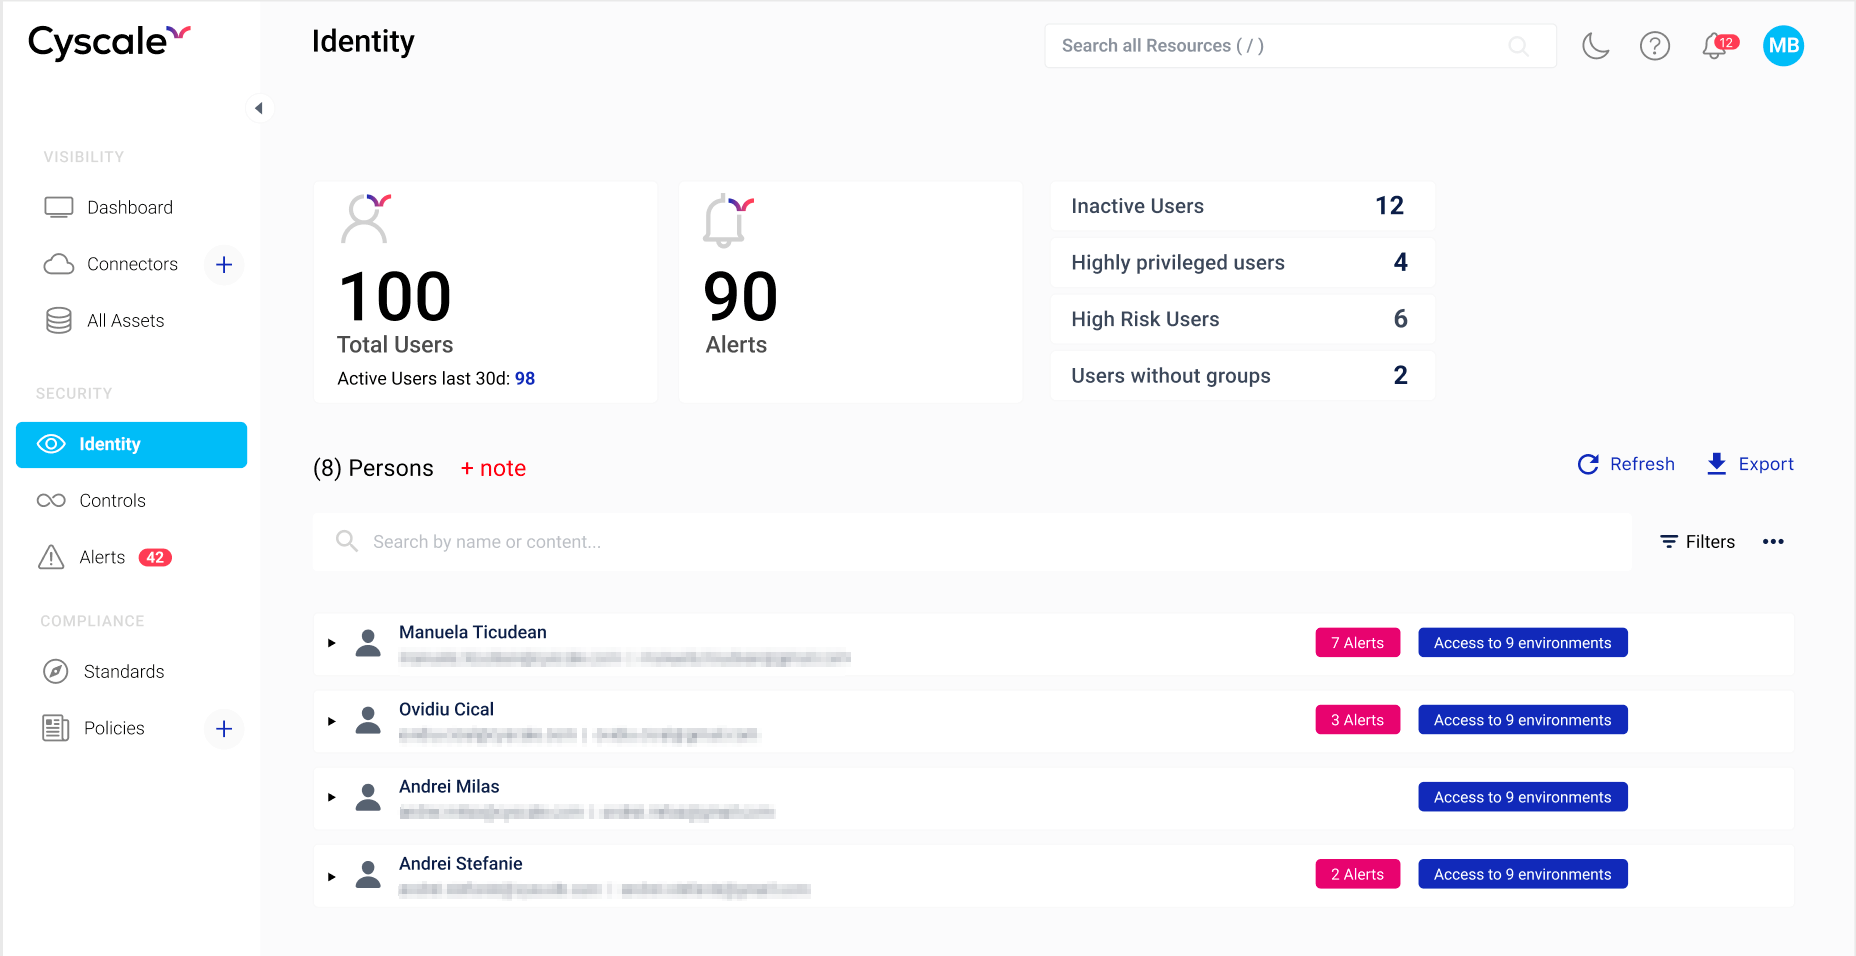 Cyscale
Identity
Search all Resources ( / )
12
MB
VISIBILITY
Dashboard
Connectors
All Assets
SECURITY
Identity
Controls
Alerts 42
COMPLIANCE
Standards
Policies
100
Total Users
Active Users last 30d: 98
90
Alerts
Inactive Users 12
Highly privileged users 4
High Risk Users 6
Users without groups 2
(8) Persons + note
Refresh Export
Search by name or content...
Filters
Manuela Ticudean
7 Alerts Access to 9 environments
Ovidiu Cical
3 Alerts Access to 9 environments
Andrei Milas
Access to 9 environments
Andrei Stefanie
2 Alerts Access to 9 environments